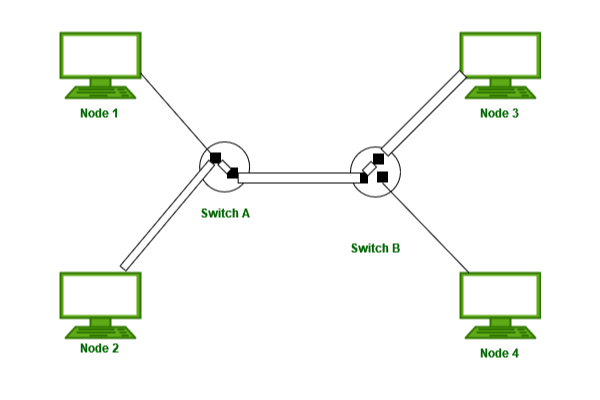 Node 1
Node 3
Switch A
Switch B
Node 2
Node 4